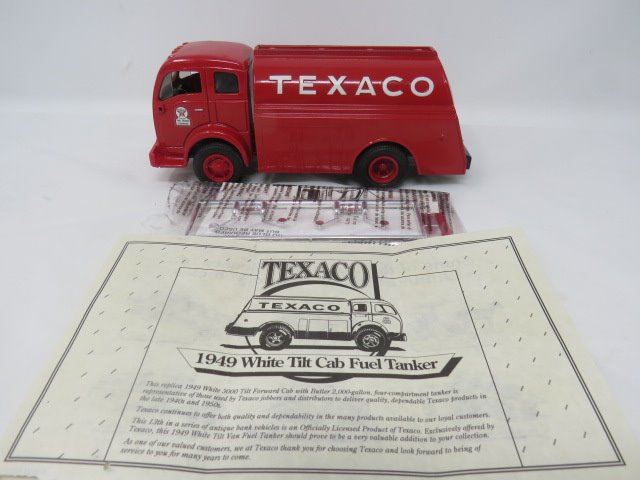 TEXACO
TEXACO
TEXACO
1949 White Tilt Cab Fuel Tanker
This replica 1949 White 3000 Tilt Forward Cab with Butler 2,000-gallon, four-compartment tanker is
representative of those used by Texaco jobbers and distributors to deliver quality, dependable Texaco products in
the late 1940s and 1950s.
Texaco continues to offer both quality and dependability in the many products available to our loyal customers.
This 13th in a series of antique bank vehicles is an Officially Licensed Product of Texaco. Exclusively offered by
Texaco, this 1949 White Tilt Van Fuel Tanker should prove to be a very valuable addition to your collection.
As one of our valued customers, we at Texaco thank you for choosing Texaco and look forward to being of
service to you for many years to come.